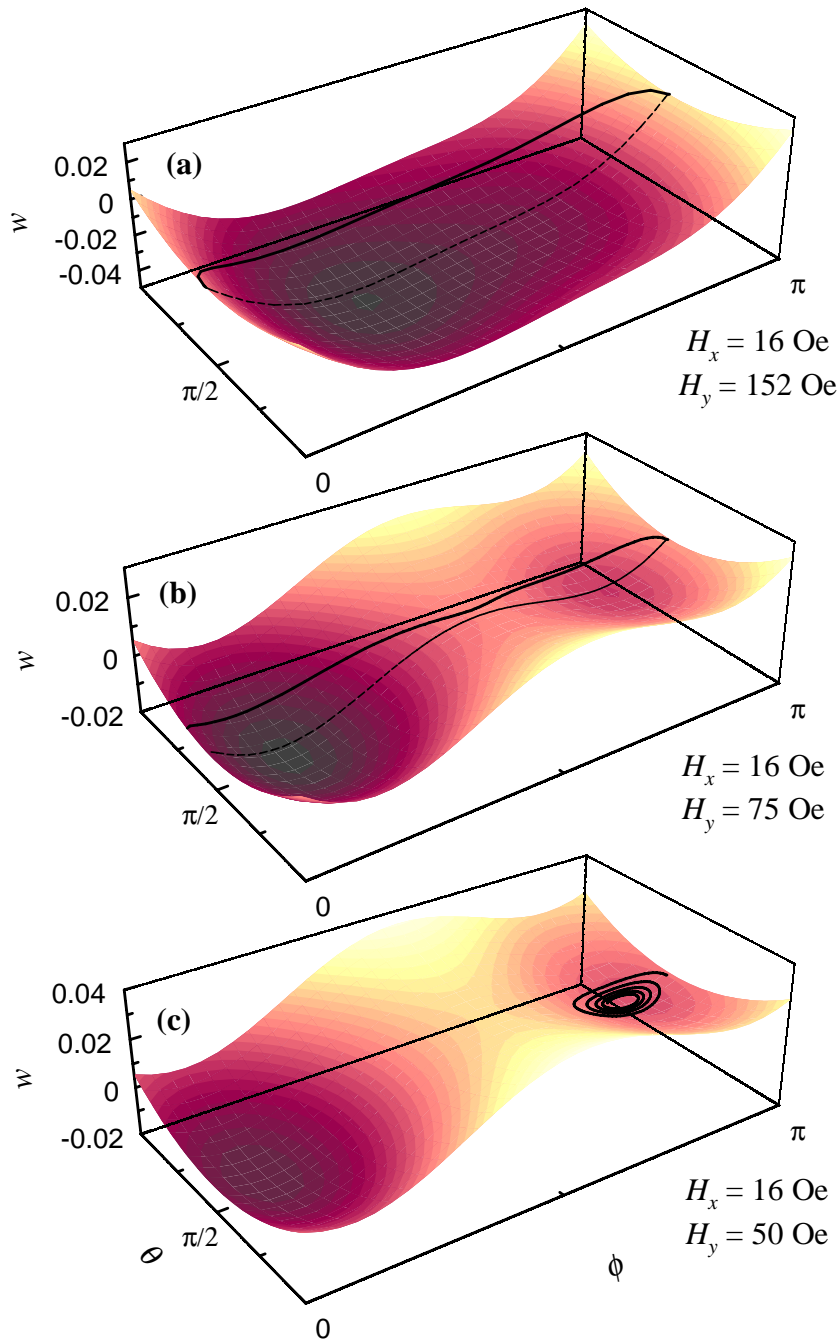 (a)
0.02
0
-0.02
-0.04
w
π/2
0
π
H_x = 16 Oe
H_y = 152 Oe
(b)
0.02
0
-0.02
w
π/2
0
π
H_x = 16 Oe
H_y = 75 Oe
(c)
0.04
0.02
0
-0.02
w
π/2
θ
0
ϕ
π
H_x = 16 Oe
H_y = 50 Oe